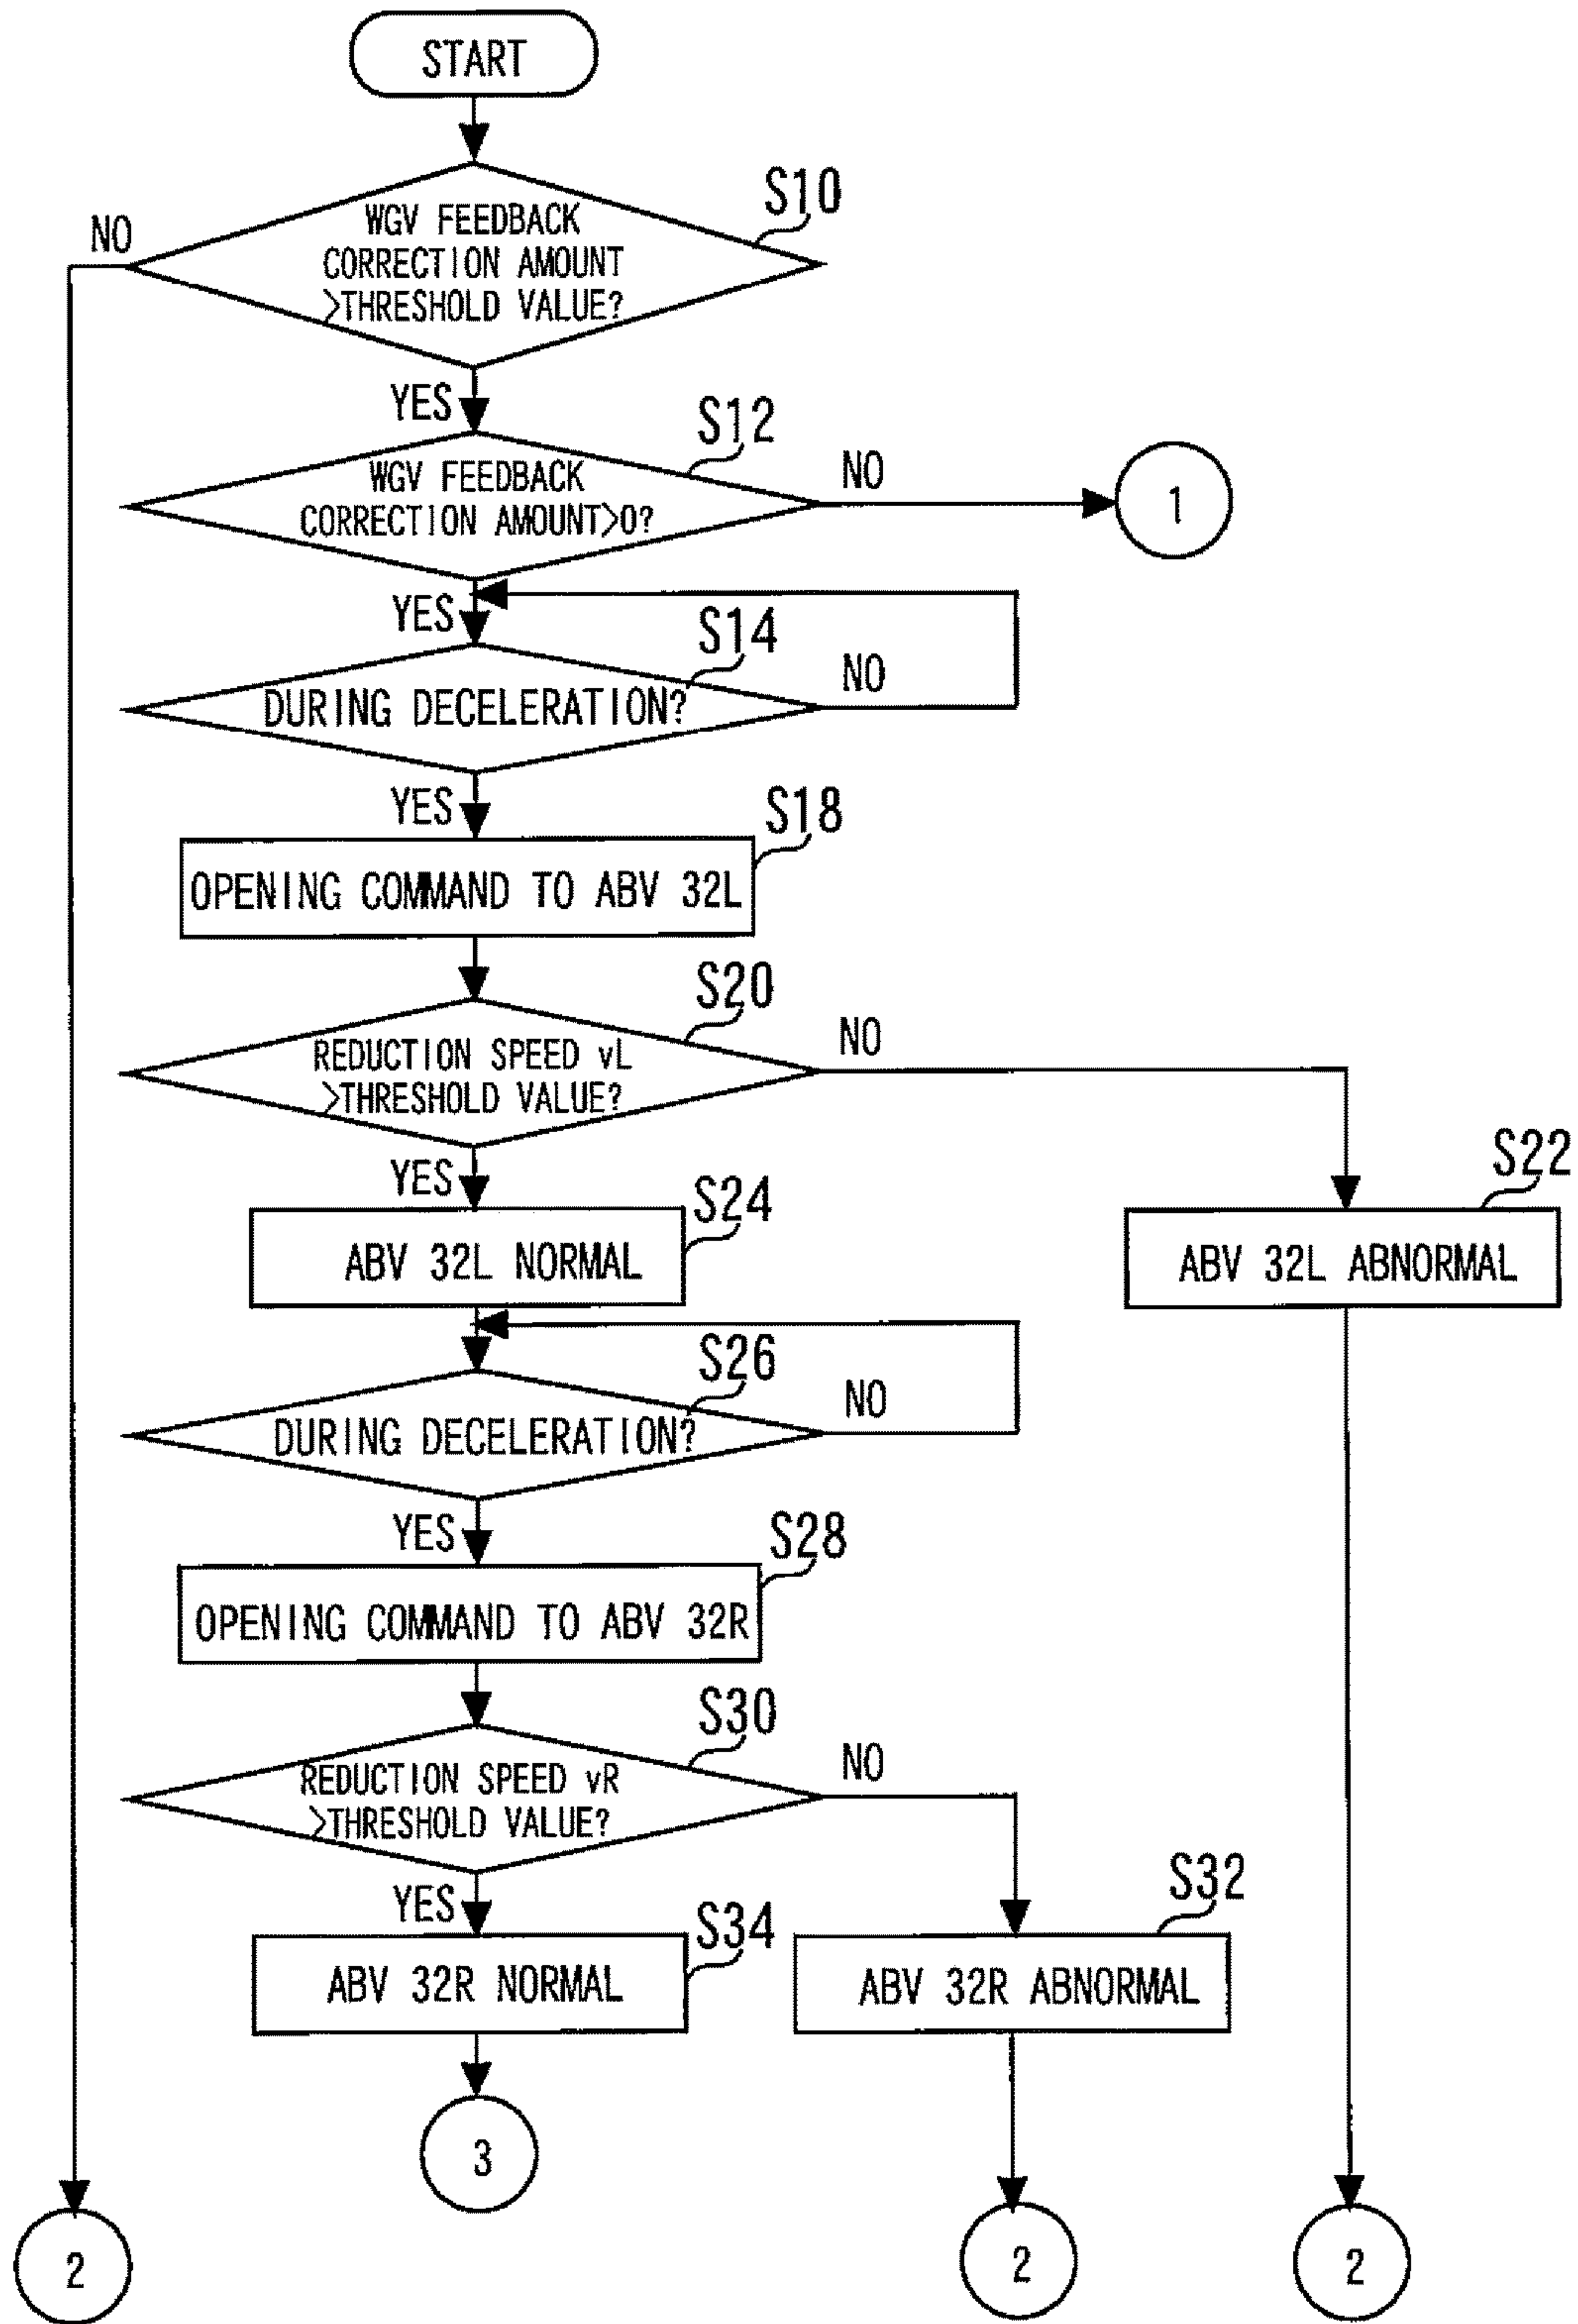 START
S10
NO
WGV FEEDBACK
CORRECTION AMOUNT
>THRESHOLD VALUE?
YES
S12
WGV FEEDBACK
CORRECTION AMOUNT>0?
NO
1
YES
S14
DURING DECELERATION?
NO
YES
S18
OPENING COMMAND TO ABV 32L
S20
REDUCTION SPEED vL
>THRESHOLD VALUE?
NO
YES
S24
S22
ABV 32L NORMAL
ABV 32L ABNORMAL
S26
DURING DECELERATION?
NO
YES
S28
OPENING COMMAND TO ABV 32R
S30
REDUCTION SPEED vR
>THRESHOLD VALUE?
NO
YES
S34
S32
ABV 32R NORMAL
ABV 32R ABNORMAL
3
2
2
2